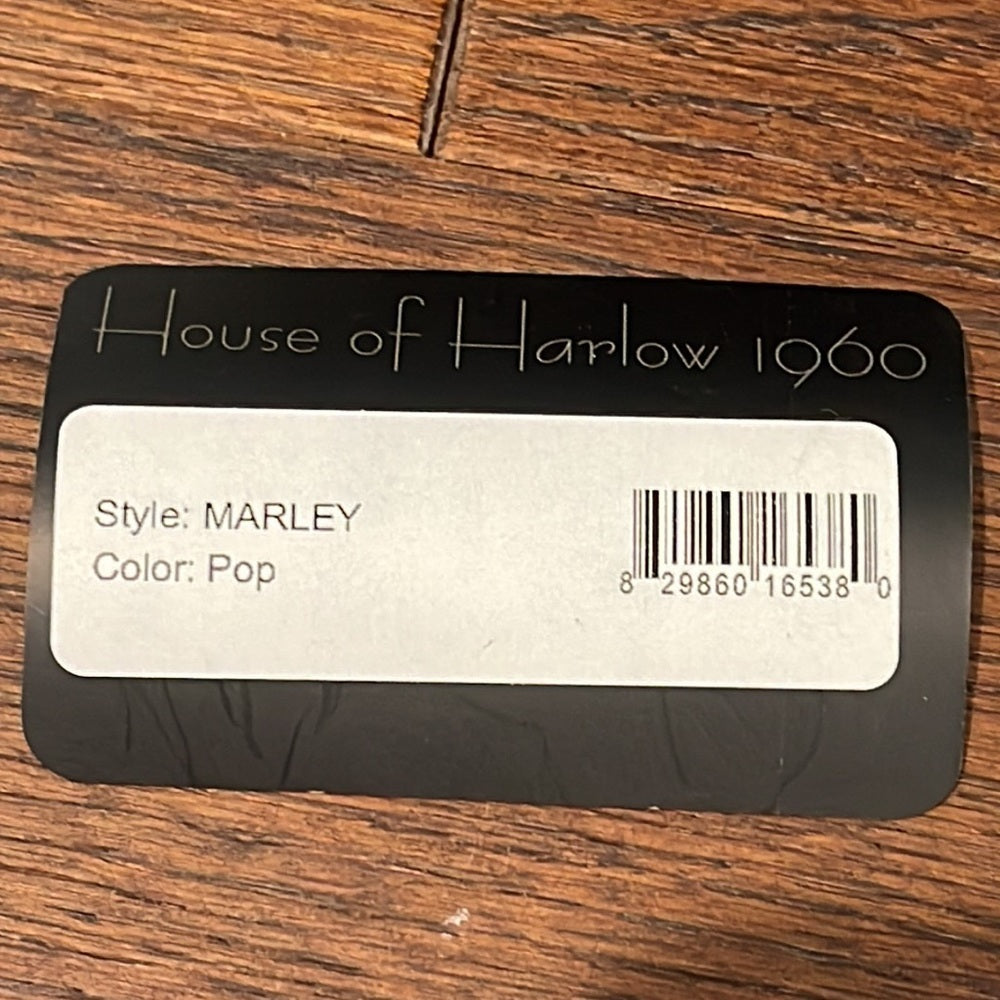 House of Harlow 1960
Style: MARLEY
Color: Pop
8 29860 16538 0